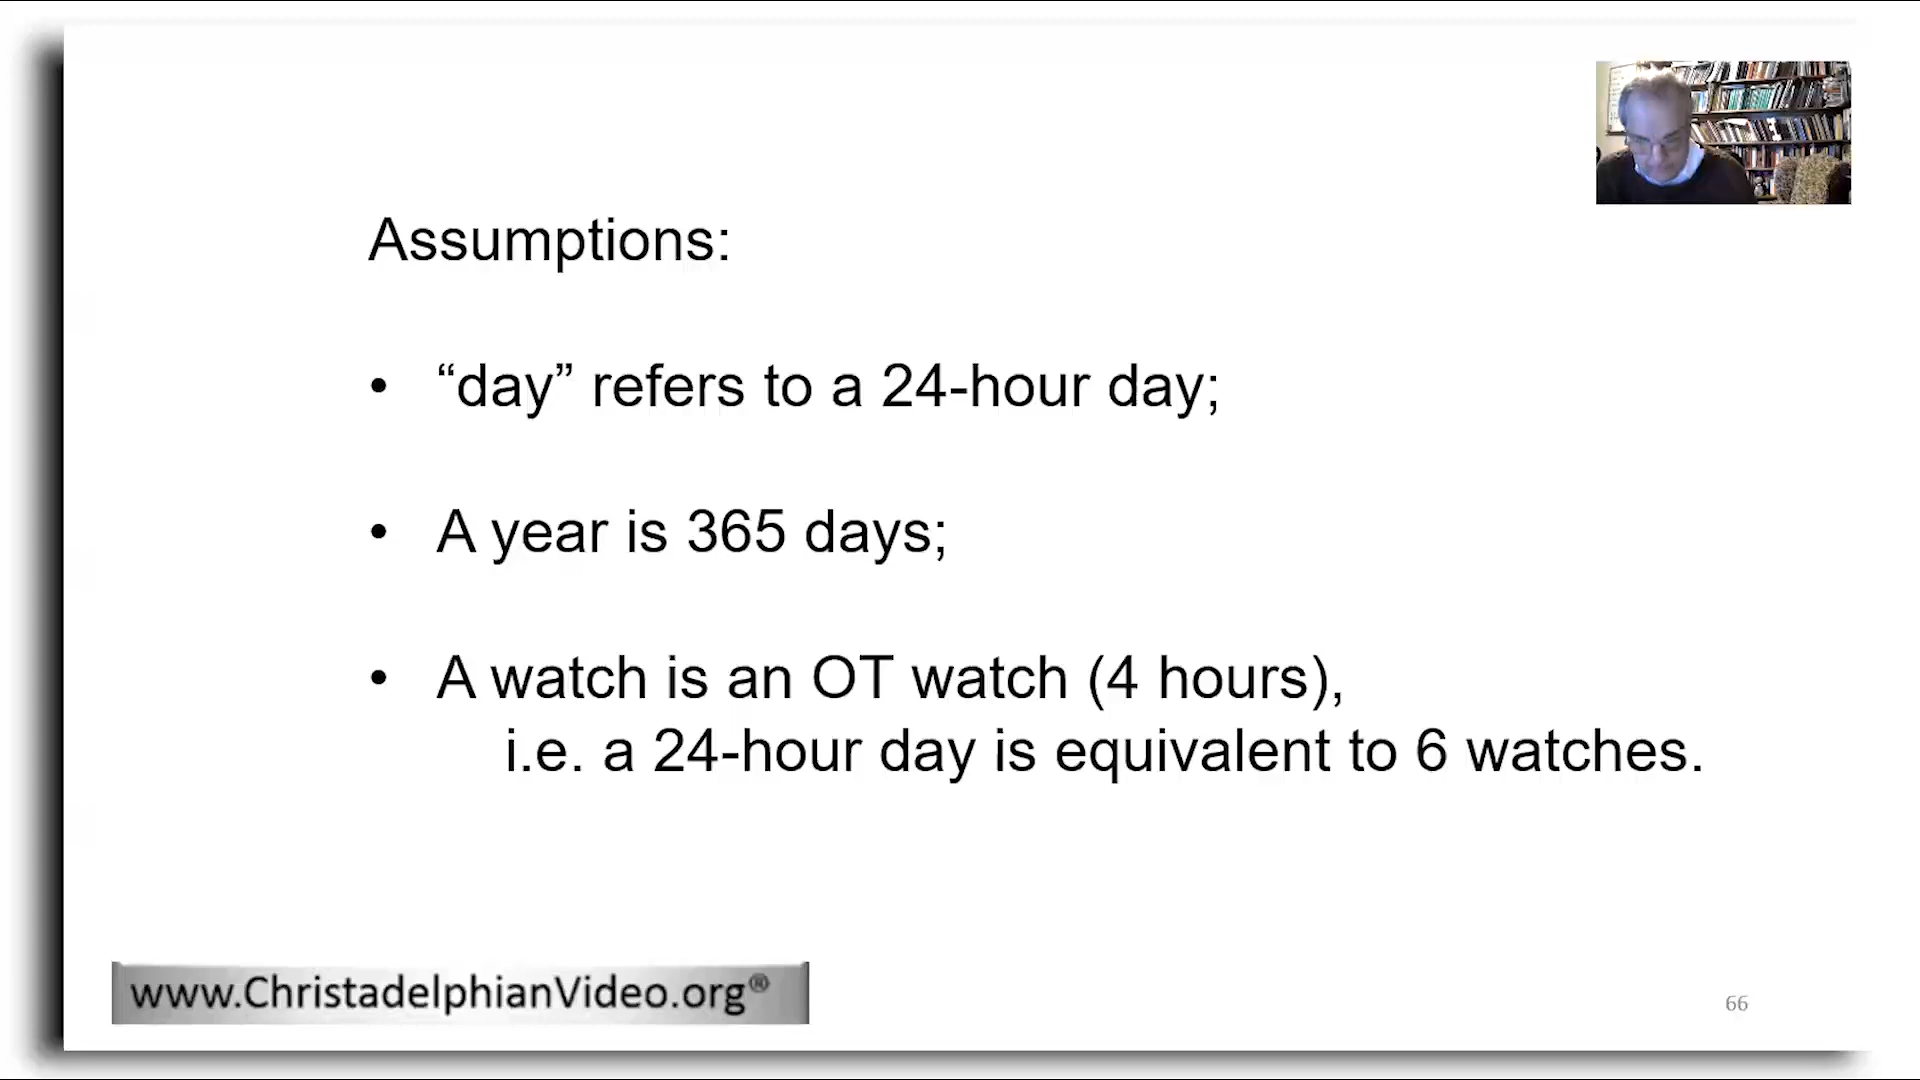 Assumptions:
• “day” refers to a 24-hour day;
• A year is 365 days;
• A watch is an OT watch (4 hours),
i.e. a 24-hour day is equivalent to 6 watches.
www.ChristadelphianVideo.org®
66